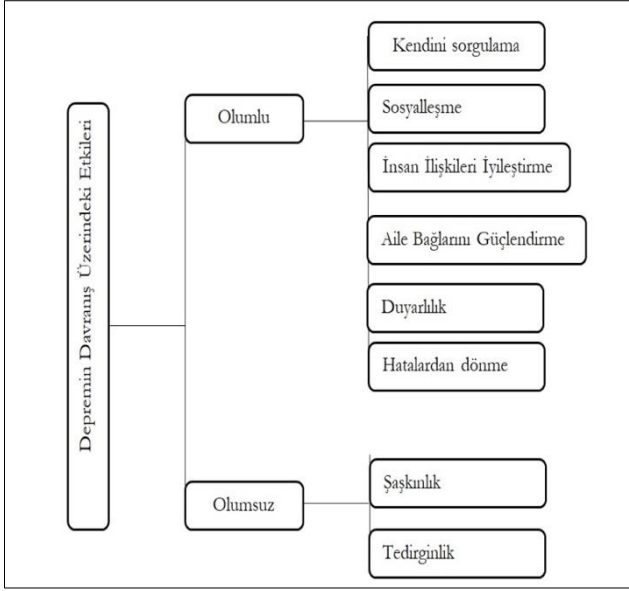 Depremin Davranış Üzerindeki Etkileri
Olumlu
Kendini sorgulama
Sosyalleşme
İnsan İlişkileri İyileştirme
Aile Bağlarını Güçlendirme
Duyarlılık
Hatalardan dönme
Olumsuz
Şaşkınlık
Tedirginlik